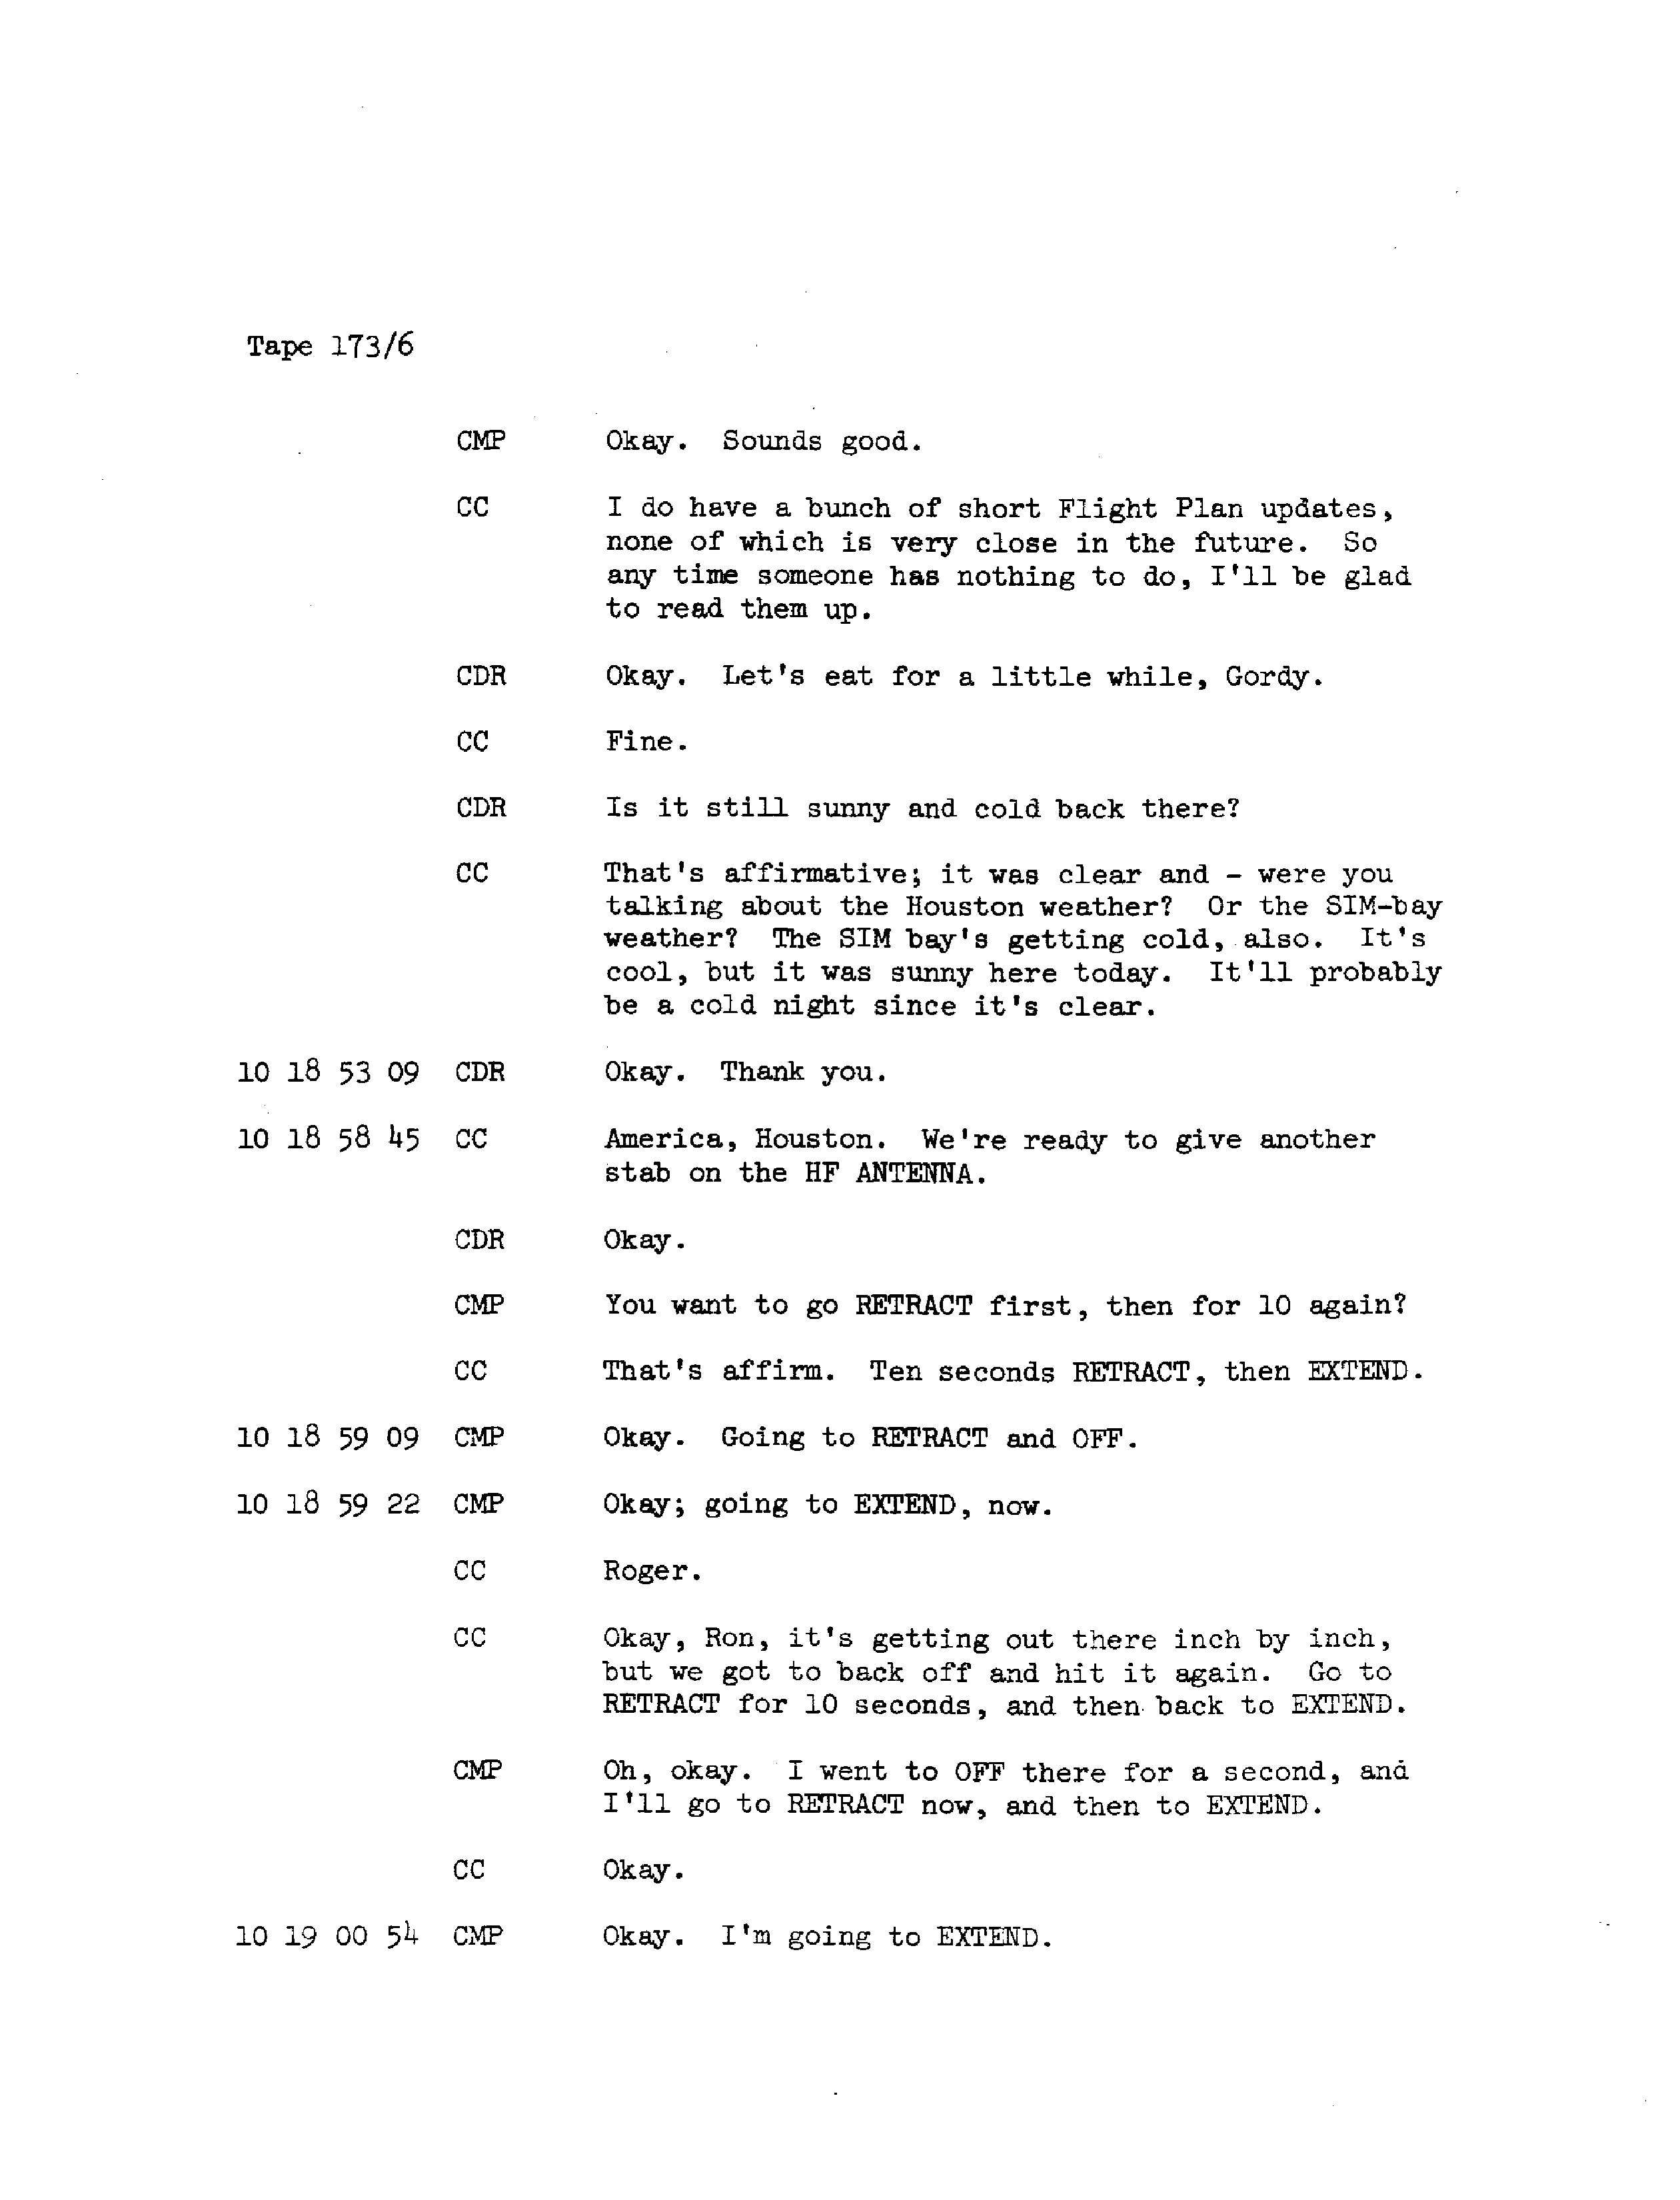 Tape 173/6
CMP Okay. Sounds good.
CC I do have a bunch of short Flight Plan updates,
none of which is very close in the future. So
any time someone has nothing to do, I'll be glad
to read them up.
CDR Okay. Let's eat for a little while, Gordy.
CC Fine.
CDR Is it still sunny and cold back there?
CC That's affirmative; it was clear and - were you
talking about the Houston weather? Or the SIM-bay
weather? The SIM bay's getting cold, also. It's
cool, but it was sunny here today. It'll probably
be a cold night since it's clear.
10 18 53 09 CDR Okay. Thank you.
10 18 58 45 CC America, Houston. We're ready to give another
stab on the HF ANTENNA.
CDR Okay.
CMP You want to go RETRACT first, then for 10 again?
CC That's affirm. Ten seconds RETRACT, then EXTEND.
10 18 59 09 CMP Okay. Going to RETRACT and OFF.
10 18 59 22 CMP Okay; going to EXTEND, now.
CC Roger.
CC Okay, Ron, it's getting out there inch by inch,
but we got to back off and hit it again. Go to
RETRACT for 10 seconds, and then back to EXTEND.
CMP Oh, okay. I went to OFF there for a second, and
I'll go to RETRACT now, and then to EXTEND.
CC Okay.
10 19 00 54 CMP Okay. I'm going to EXTEND.